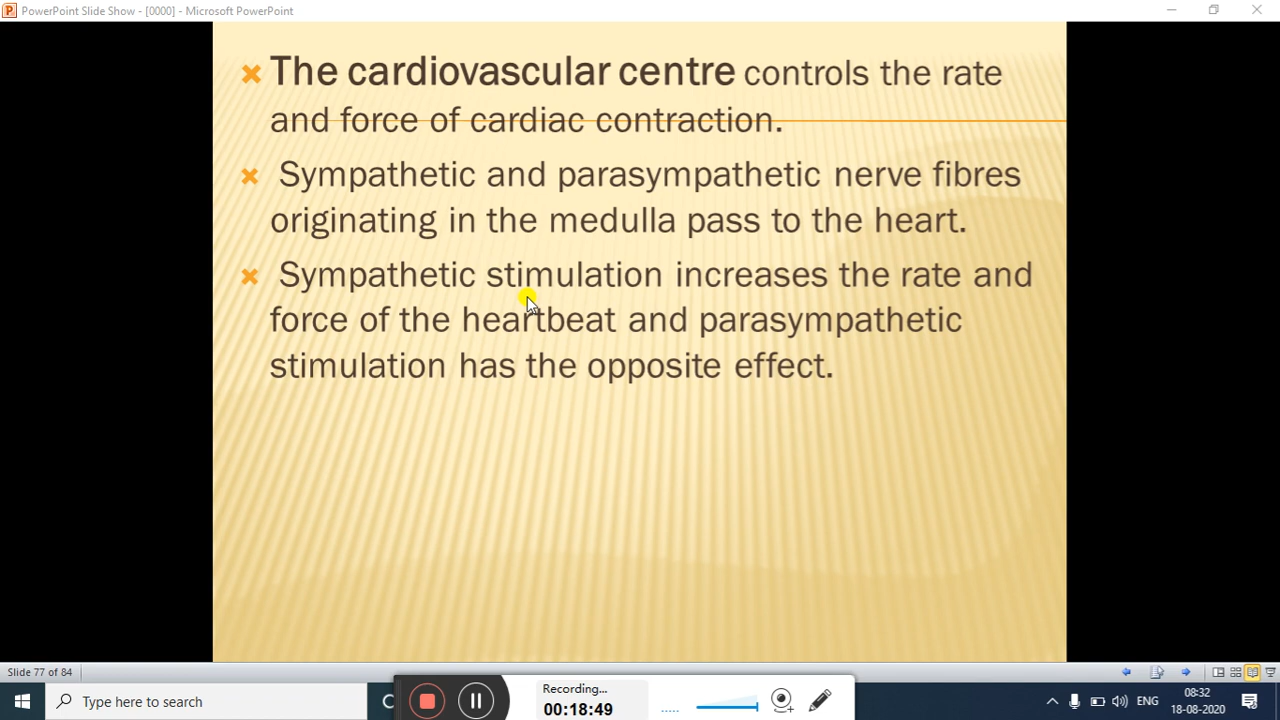 PowerPoint Slide Show - [0000] - Microsoft PowerPoint
The cardiovascular centre controls the rate
and force of cardiac contraction.
Sympathetic and parasympathetic nerve fibres
originating in the medulla pass to the heart.
Sympathetic stimulation increases the rate and
force of the heartbeat and parasympathetic
stimulation has the opposite effect.
Slide 77 of 84
Type here to search
Recording...
00:18:49
ENG
08:32
18-08-2020